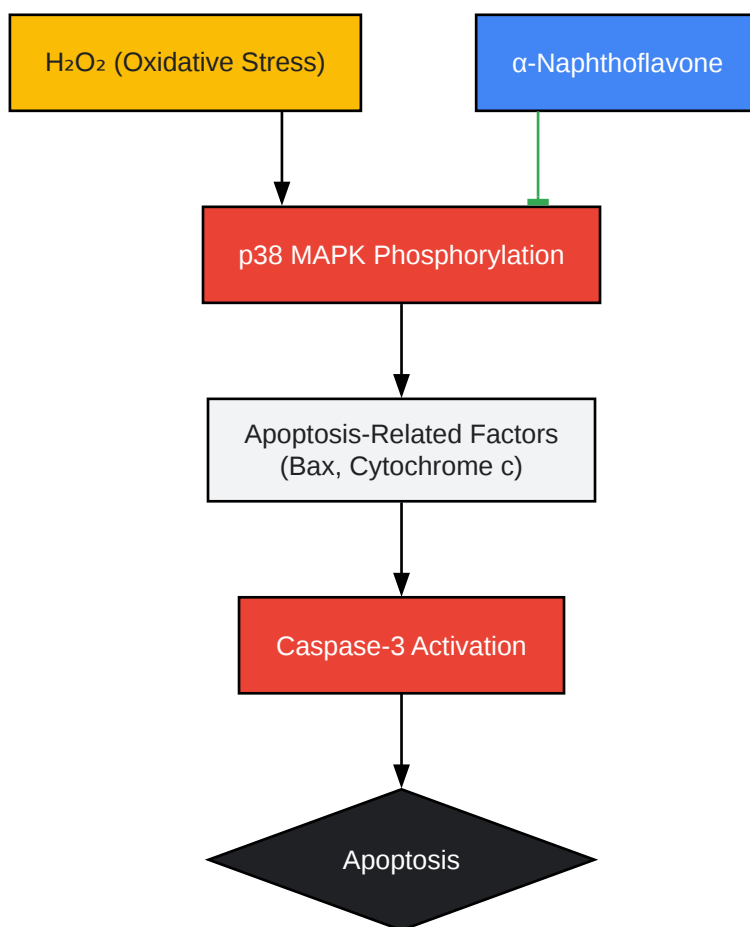 H₂O₂ (Oxidative Stress)
α-Naphthoflavone
p38 MAPK Phosphorylation
Apoptosis-Related Factors
(Bax, Cytochrome c)
Caspase-3 Activation
Apoptosis